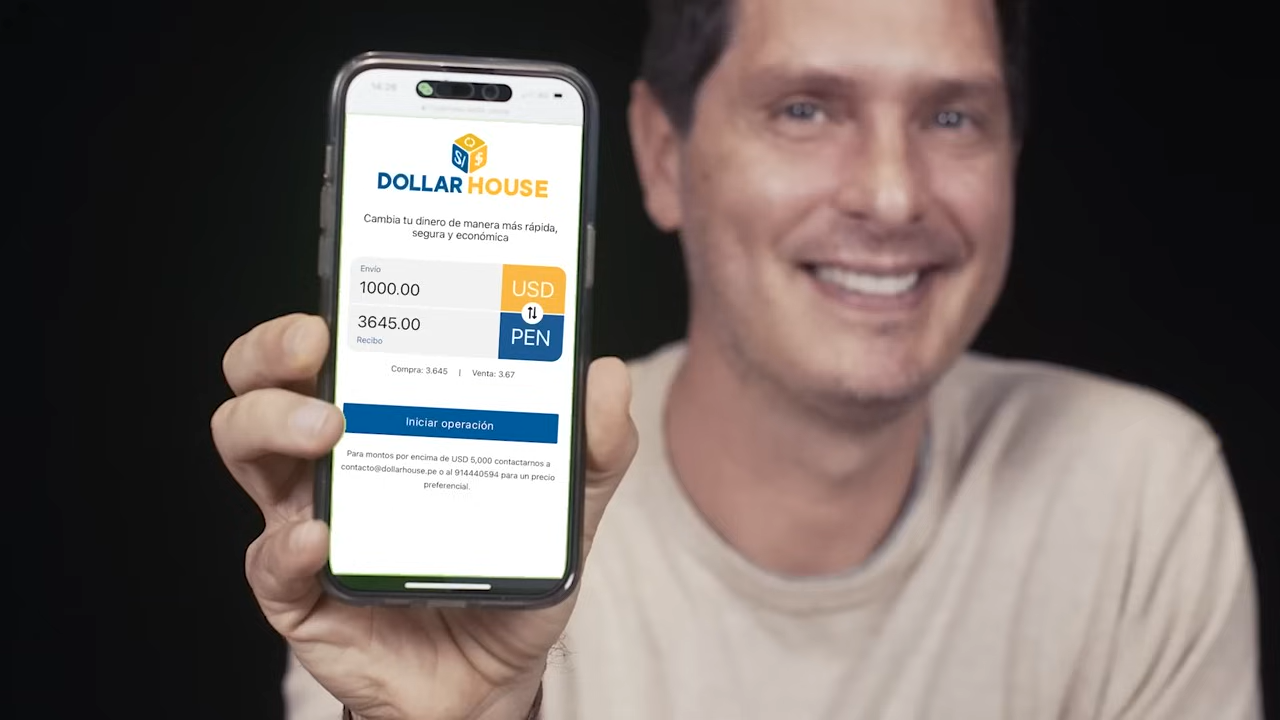 14:28
S/ $
DOLLAR HOUSE
Cambia tu dinero de manera más rápida,
segura y económica
Envío
1000.00
USD
3645.00
PEN
Recibo
Compra: 3.645 | Venta: 3.67
Iniciar operación
Para montos por encima de USD 5,000 contactarnos a
contacto@dollarhouse.pe o al 914440594 para un precio
preferencial.